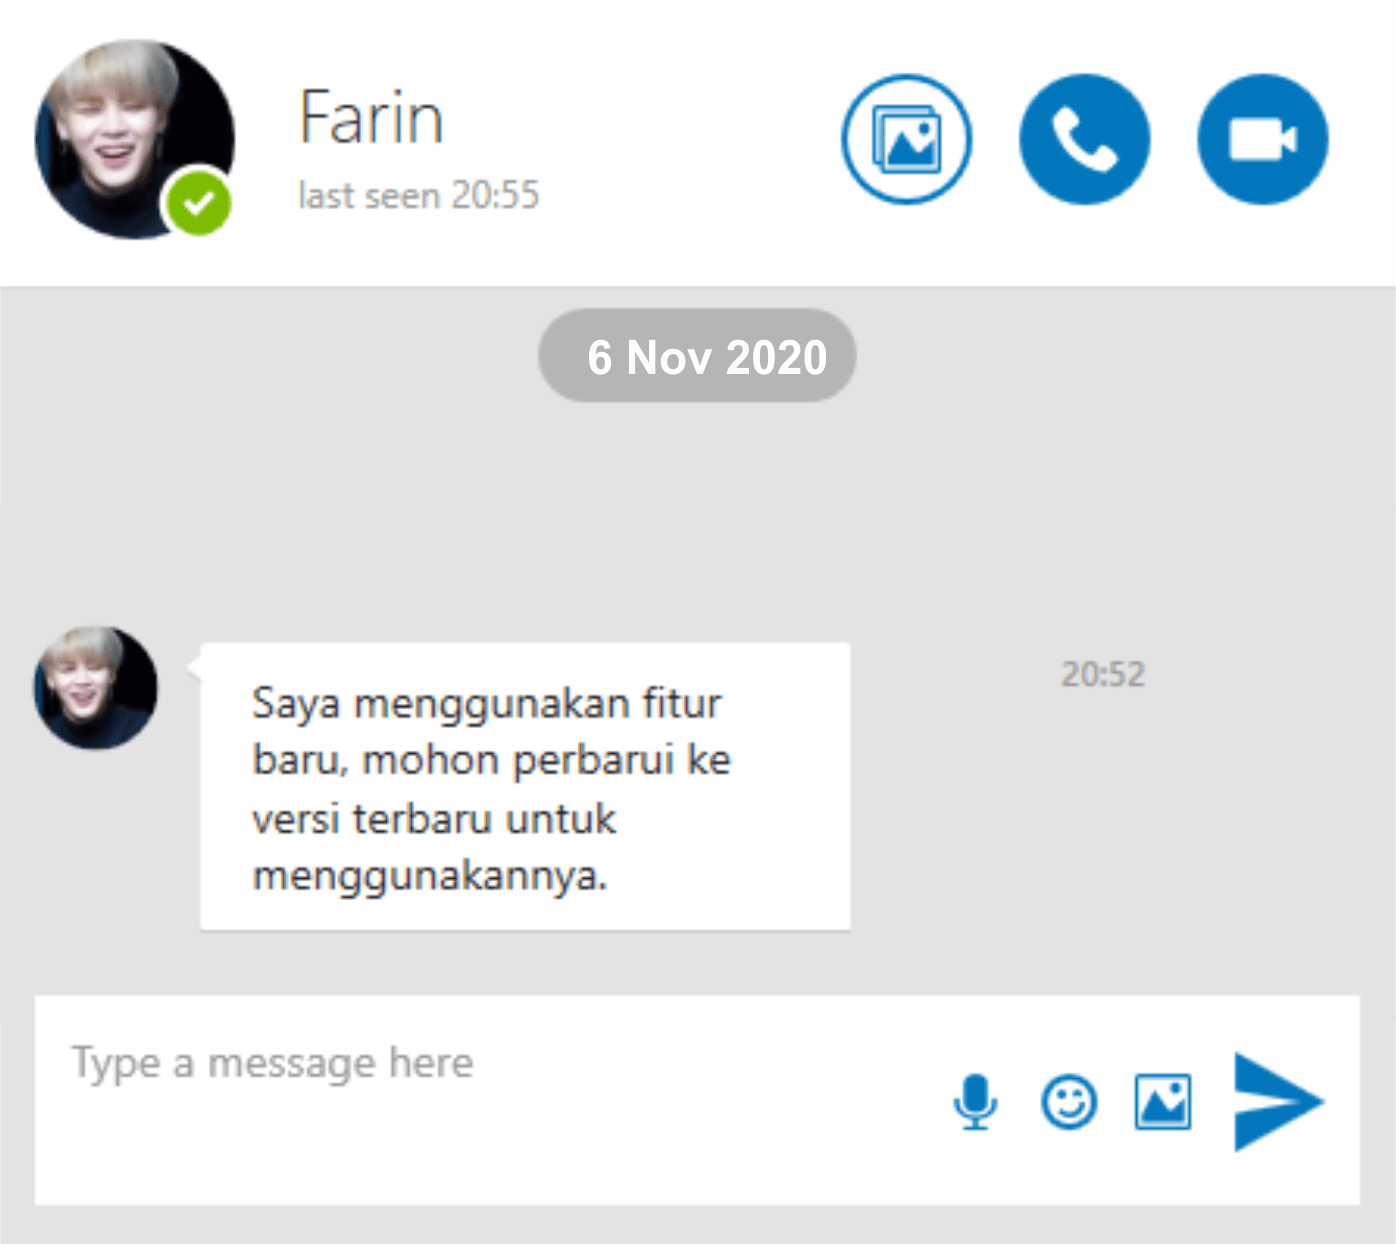 Farin
last seen 20:55
6 Nov 2020
Saya menggunakan fitur
baru, mohon perbarui ke
versi terbaru untuk
menggunakannya.
20:52
Type a message here